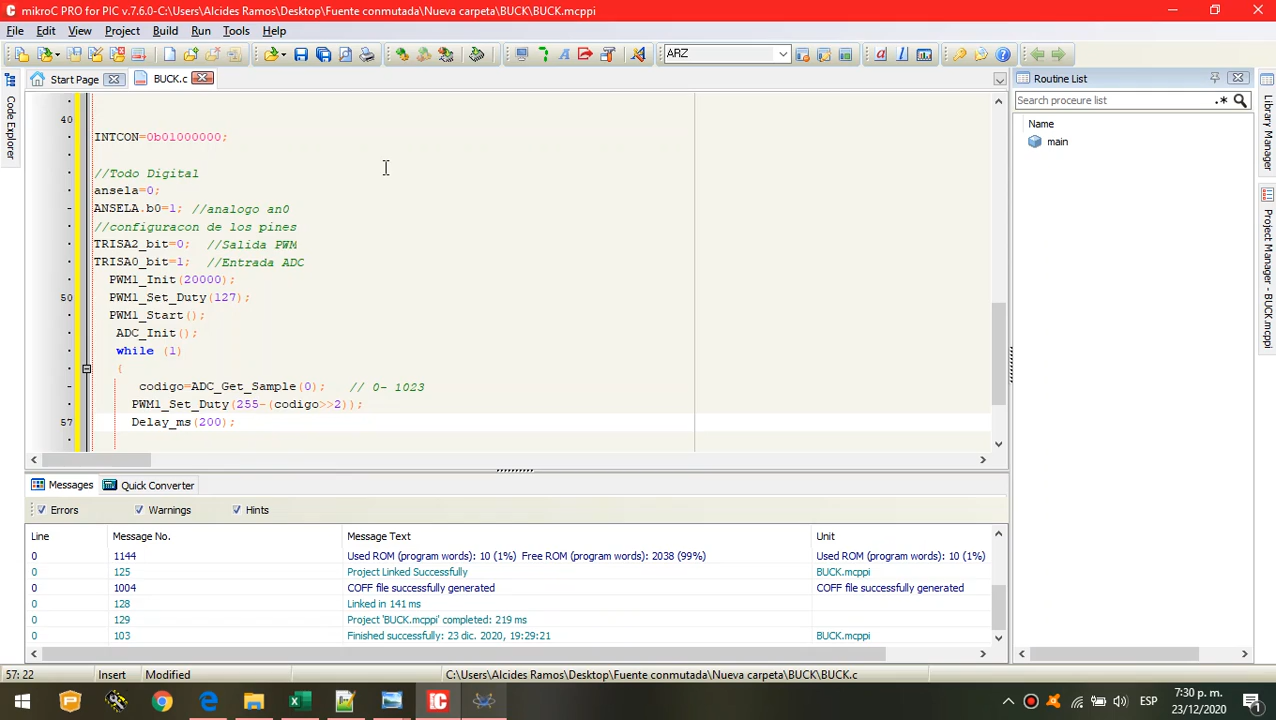 mikroC PRO for PIC v.7.6.0-C:\Users\Alcides Ramos\Desktop\Fuente conmutada\Nueva carpeta\BUCK\BUCK.mcppi
File Edit View Project Build Run Tools Help
ARZ
Start Page BUCK.c
Routine List
Code Explorer
Search proceure list
Library Manager
Project Manager - BUCK.mcppi
Name
main
40
INTCON=0b01000000;
//Todo Digital
ansela=0;
ANSELA.b0=1; //analogo an0
//configuracon de los pines
TRISA2_bit=0; //Salida PWM
TRISA0_bit=1; //Entrada ADC
PWM1_Init(20000);
50 PWM1_Set_Duty(127);
PWM1_Start();
ADC_Init();
while (1)
{
codigo=ADC_Get_Sample(0); // 0- 1023
PWM1_Set_Duty(255-(codigo>>2));
57 Delay_ms(200);
Messages Quick Converter
Errors Warnings Hints
Line Message No. Message Text Unit
0 1144 Used ROM (program words): 10 (1%) Free ROM (program words): 2038 (99%) Used ROM (program words): 10 (1%)
0 125 Project Linked Successfully BUCK.mcppi
0 1004 COFF file successfully generated COFF file successfully generated
0 128 Linked in 141 ms
0 129 Project 'BUCK.mcppi' completed: 219 ms
0 103 Finished successfully: 23 dic. 2020, 19:29:21 BUCK.mcppi
57: 22 Insert Modified C:\Users\Alcides Ramos\Desktop\Fuente conmutada\Nueva carpeta\BUCK\BUCK.c
ESP
7:30 p. m.
23/12/2020